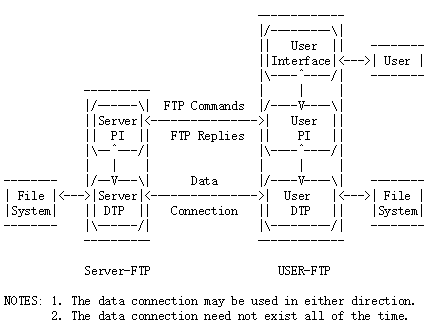 User
Interface <---> User
Server <----------------> User
FTP Commands
PI FTP Replies PI
File <---> Server <----------------> User <---> File
Data
System DTP Connection DTP System
Server-FTP USER-FTP
NOTES: 1. The data connection may be used in either direction.
2. The data connection need not exist all of the time.